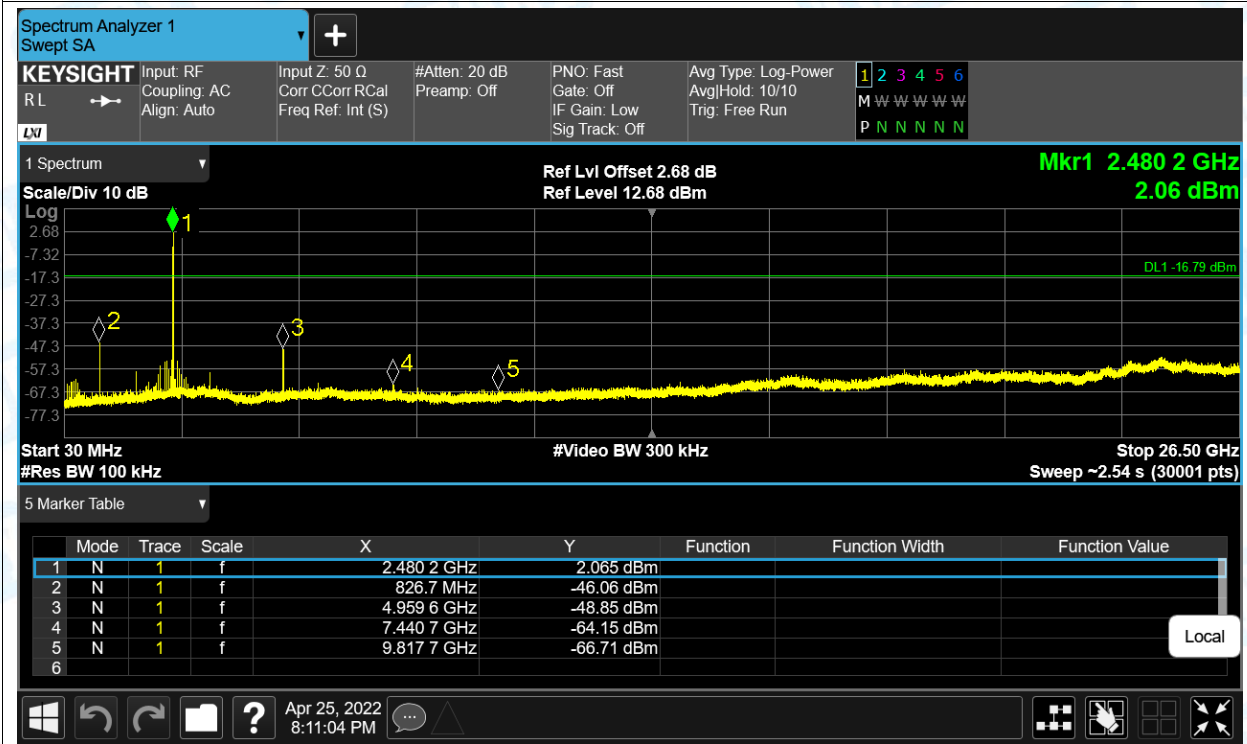 Spectrum Analyzer 1
Swept SA
KEYSIGHT
R L
LXI
Input: RF
Coupling: AC
Align: Auto
Input Z: 50 Ω
Corr CCorr RCal
Freq Ref: Int (S)
#Atten: 20 dB
Preamp: Off
PNO: Fast
Gate: Off
IF Gain: Low
Sig Track: Off
Avg Type: Log-Power
Avg|Hold: 10/10
Trig: Free Run
1 2 3 4 5 6
M W W W W W
P N N N N N
1 Spectrum
Scale/Div 10 dB
Ref Lvl Offset 2.68 dB
Ref Level 12.68 dBm
Mkr1 2.480 2 GHz
2.06 dBm
Log
2.68
-7.32
-17.3
-27.3
-37.3
-47.3
-57.3
-67.3
-77.3
1
2
3
4
5
DL1 -16.79 dBm
Start 30 MHz #Video BW 300 kHz Stop 26.50 GHz
#Res BW 100 kHz Sweep ~2.54 s (30001 pts)
5 Marker Table
Mode Trace Scale X Y Function Function Width Function Value
1 N 1 f 2.480 2 GHz 2.065 dBm
2 N 1 f 826.7 MHz -46.06 dBm
3 N 1 f 4.959 6 GHz -48.85 dBm
4 N 1 f 7.440 7 GHz -64.15 dBm
5 N 1 f 9.817 7 GHz -66.71 dBm
6
Local
?
Apr 25, 2022
8:11:04 PM